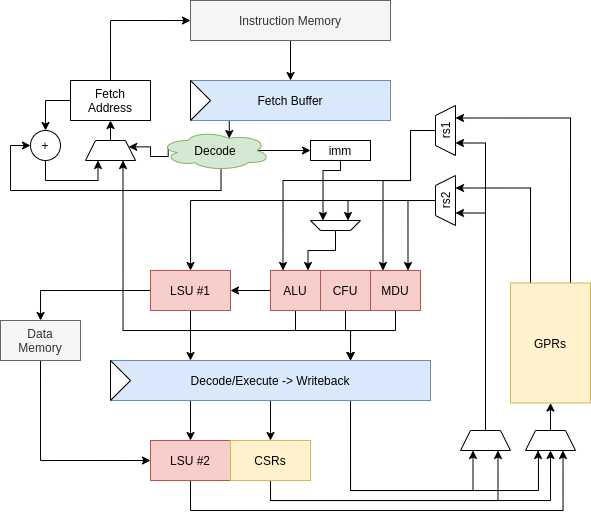 Instruction Memory
Fetch
Address
Fetch Buffer
+
Decode
imm
rs1
rs2
LSU #1
ALU
CFU
MDU
Data
Memory
GPRs
Decode/Execute -> Writeback
LSU #2
CSRs